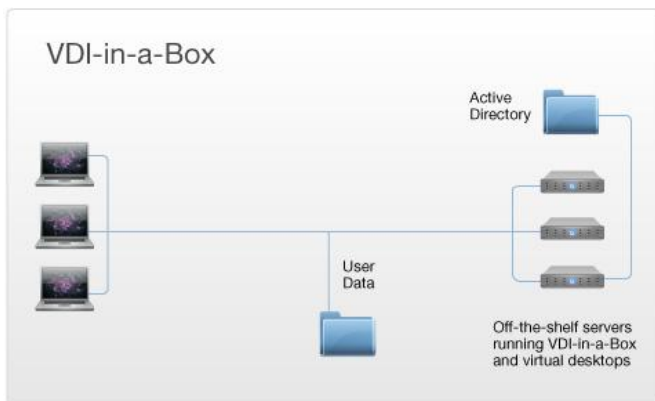 VDI-in-a-Box
Active
Directory
User
Data
Off-the-shelf servers
running VDI-in-a-Box
and virtual desktops